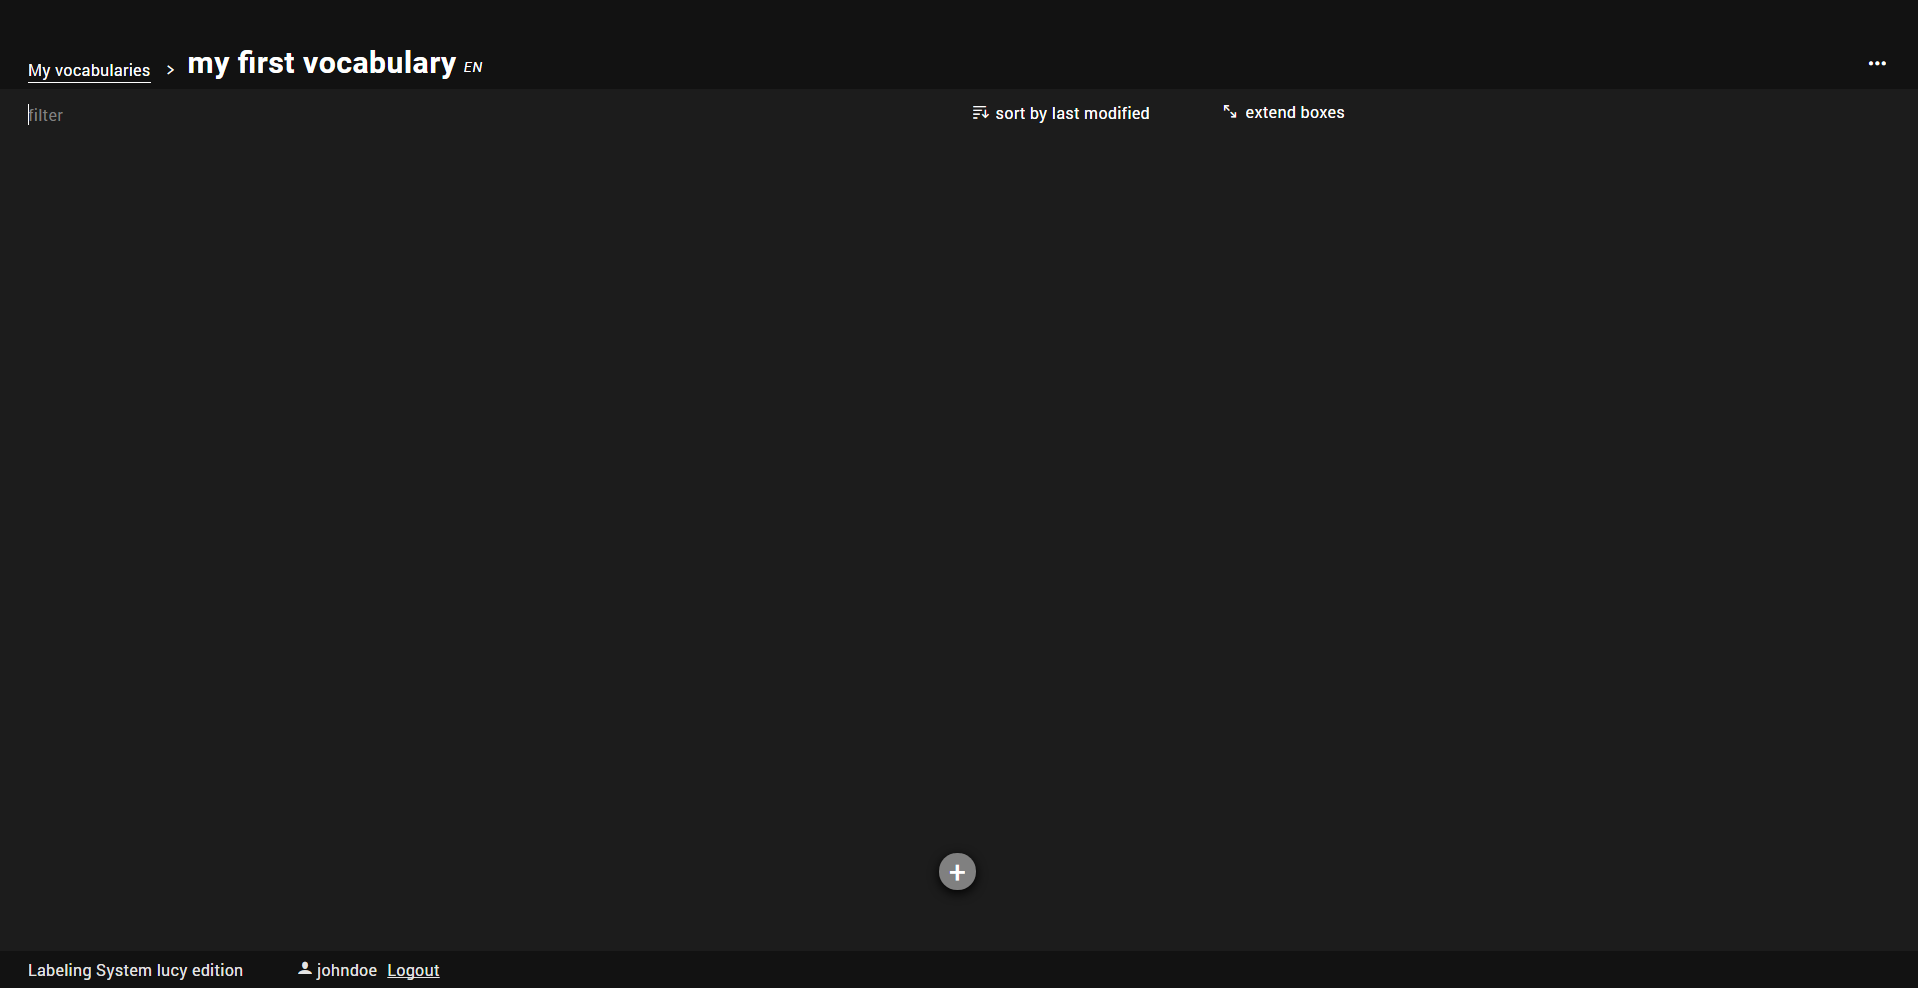 My vocabularies > my first vocabulary EN
filter
sort by last modified
extend boxes
Labeling System lucy edition
johndoe Logout